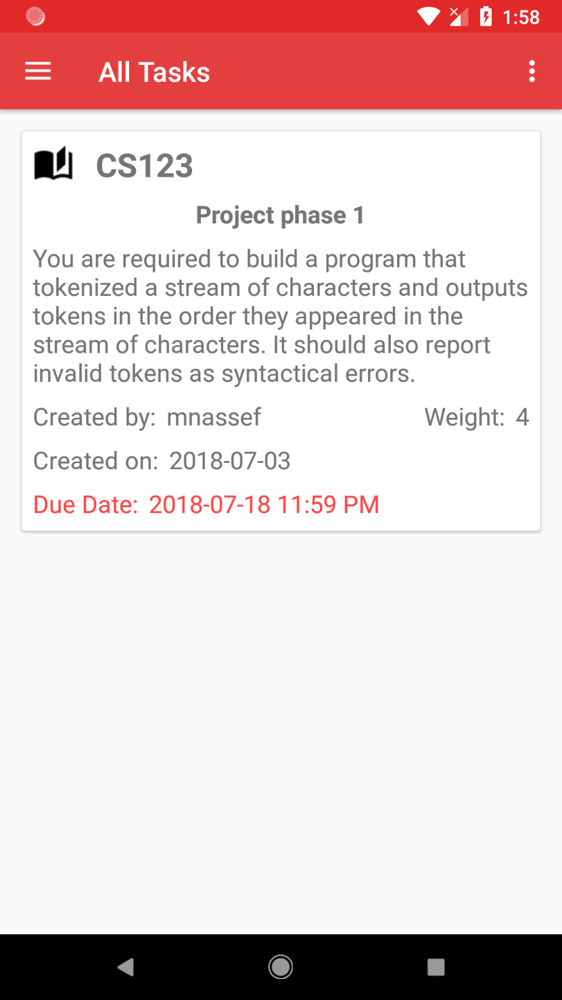 1:58
All Tasks
CS123
Project phase 1
You are required to build a program that
tokenized a stream of characters and outputs
tokens in the order they appeared in the
stream of characters. It should also report
invalid tokens as syntactical errors.
Created by: mnassef Weight: 4
Created on: 2018-07-03
Due Date: 2018-07-18 11:59 PM